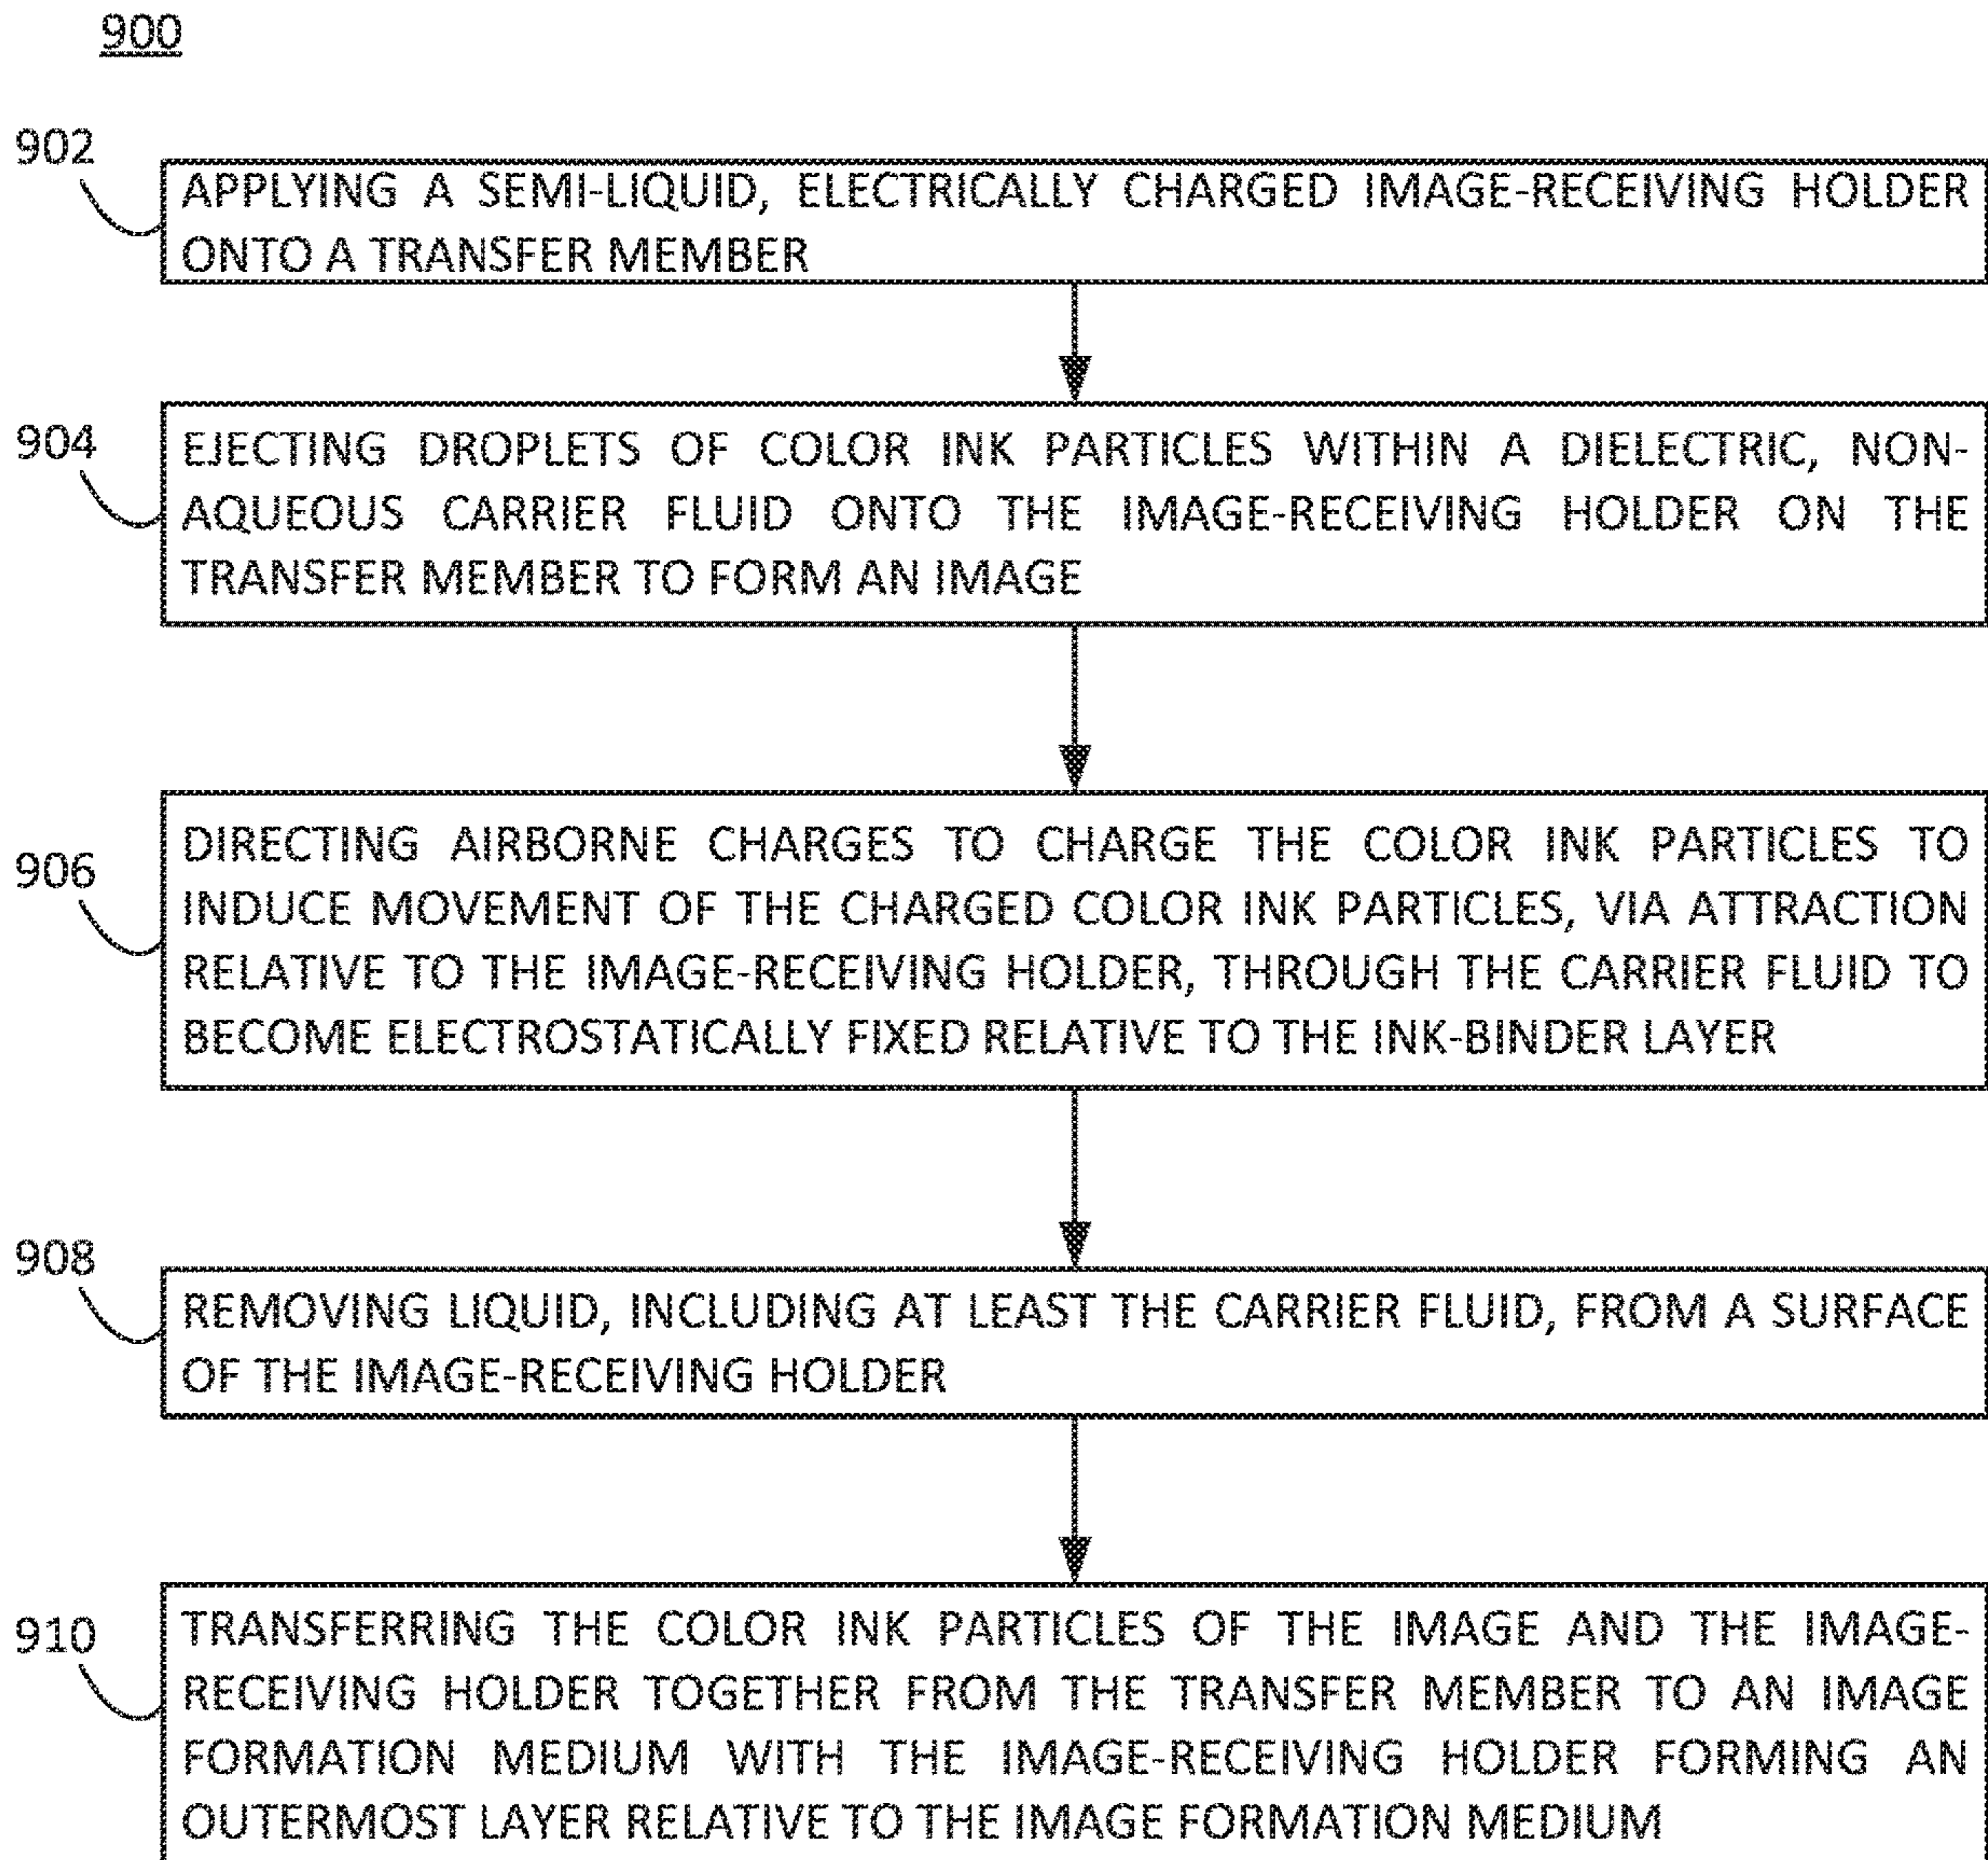 900
902
APPLYING A SEMI-LIQUID, ELECTRICALLY CHARGED IMAGE-RECEIVING HOLDER
ONTO A TRANSFER MEMBER
904
EJECTING DROPLETS OF COLOR INK PARTICLES WITHIN A DIELECTRIC, NON-
AQUEOUS CARRIER FLUID ONTO THE IMAGE-RECEIVING HOLDER ON THE
TRANSFER MEMBER TO FORM AN IMAGE
906
DIRECTING AIRBORNE CHARGES TO CHARGE THE COLOR INK PARTICLES TO
INDUCE MOVEMENT OF THE CHARGED COLOR INK PARTICLES, VIA ATTRACTION
RELATIVE TO THE IMAGE-RECEIVING HOLDER, THROUGH THE CARRIER FLUID TO
BECOME ELECTROSTATICALLY FIXED RELATIVE TO THE INK-BINDER LAYER
908
REMOVING LIQUID, INCLUDING AT LEAST THE CARRIER FLUID, FROM A SURFACE
OF THE IMAGE-RECEIVING HOLDER
910
TRANSFERRING THE COLOR INK PARTICLES OF THE IMAGE AND THE IMAGE-
RECEIVING HOLDER TOGETHER FROM THE TRANSFER MEMBER TO AN IMAGE
FORMATION MEDIUM WITH THE IMAGE-RECEIVING HOLDER FORMING AN
OUTERMOST LAYER RELATIVE TO THE IMAGE FORMATION MEDIUM